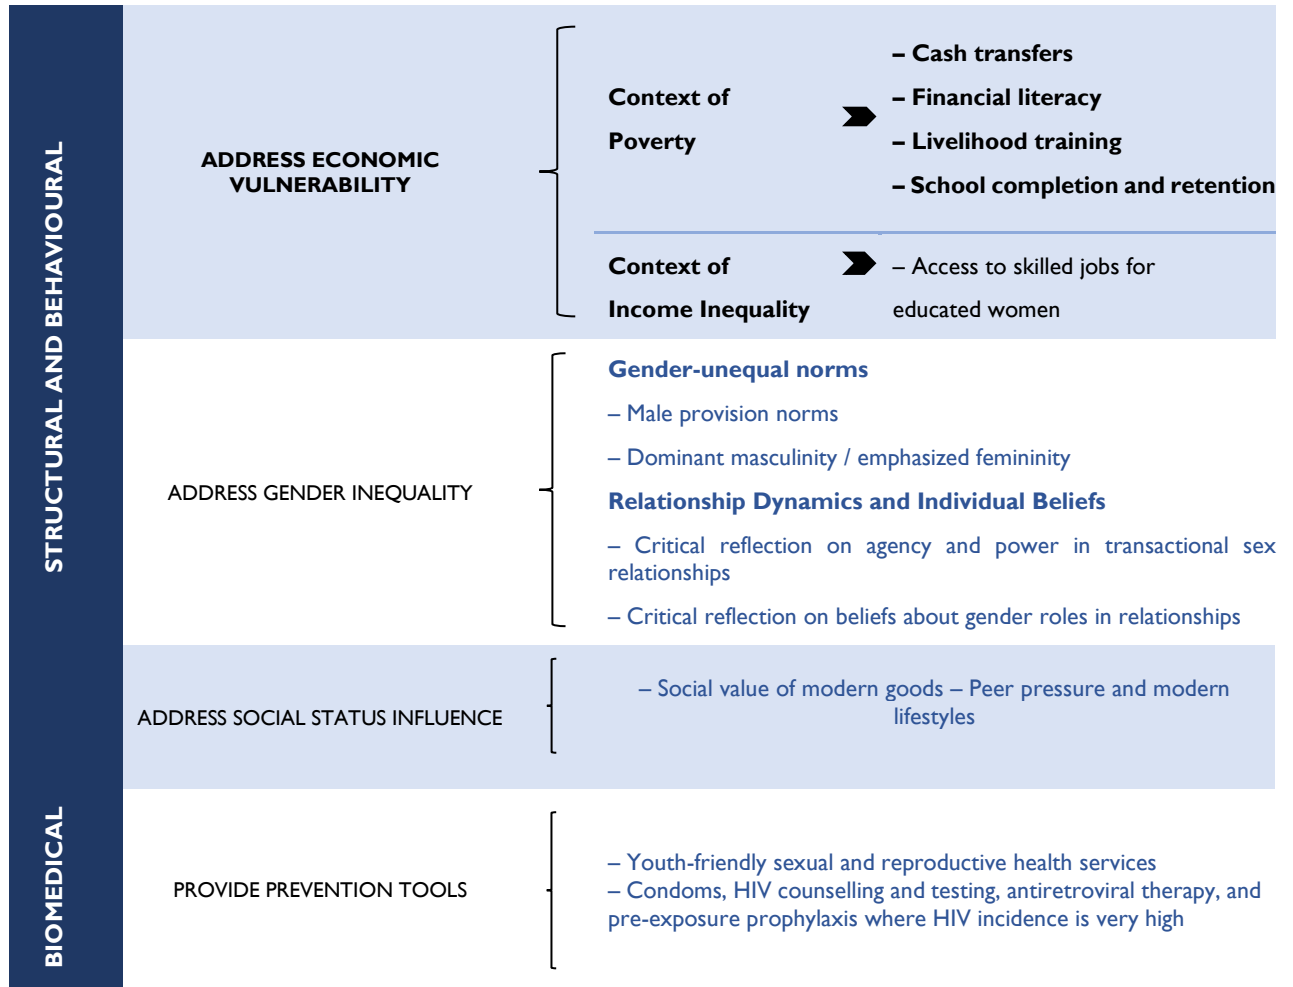 STRUCTURAL AND BEHAVIOURAL
ADDRESS ECONOMIC
VULNERABILITY
Context of
Poverty
– Cash transfers
– Financial literacy
– Livelihood training
– School completion and retention
Context of
Income Inequality
– Access to skilled jobs for
educated women
ADDRESS GENDER INEQUALITY
Gender-unequal norms
– Male provision norms
– Dominant masculinity / emphasized femininity
Relationship Dynamics and Individual Beliefs
– Critical reflection on agency and power in transactional sex
relationships
– Critical reflection on beliefs about gender roles in relationships
ADDRESS SOCIAL STATUS INFLUENCE
– Social value of modern goods – Peer pressure and modern
lifestyles
BIOMEDICAL
PROVIDE PREVENTION TOOLS
– Youth-friendly sexual and reproductive health services
– Condoms, HIV counselling and testing, antiretroviral therapy, and
pre-exposure prophylaxis where HIV incidence is very high